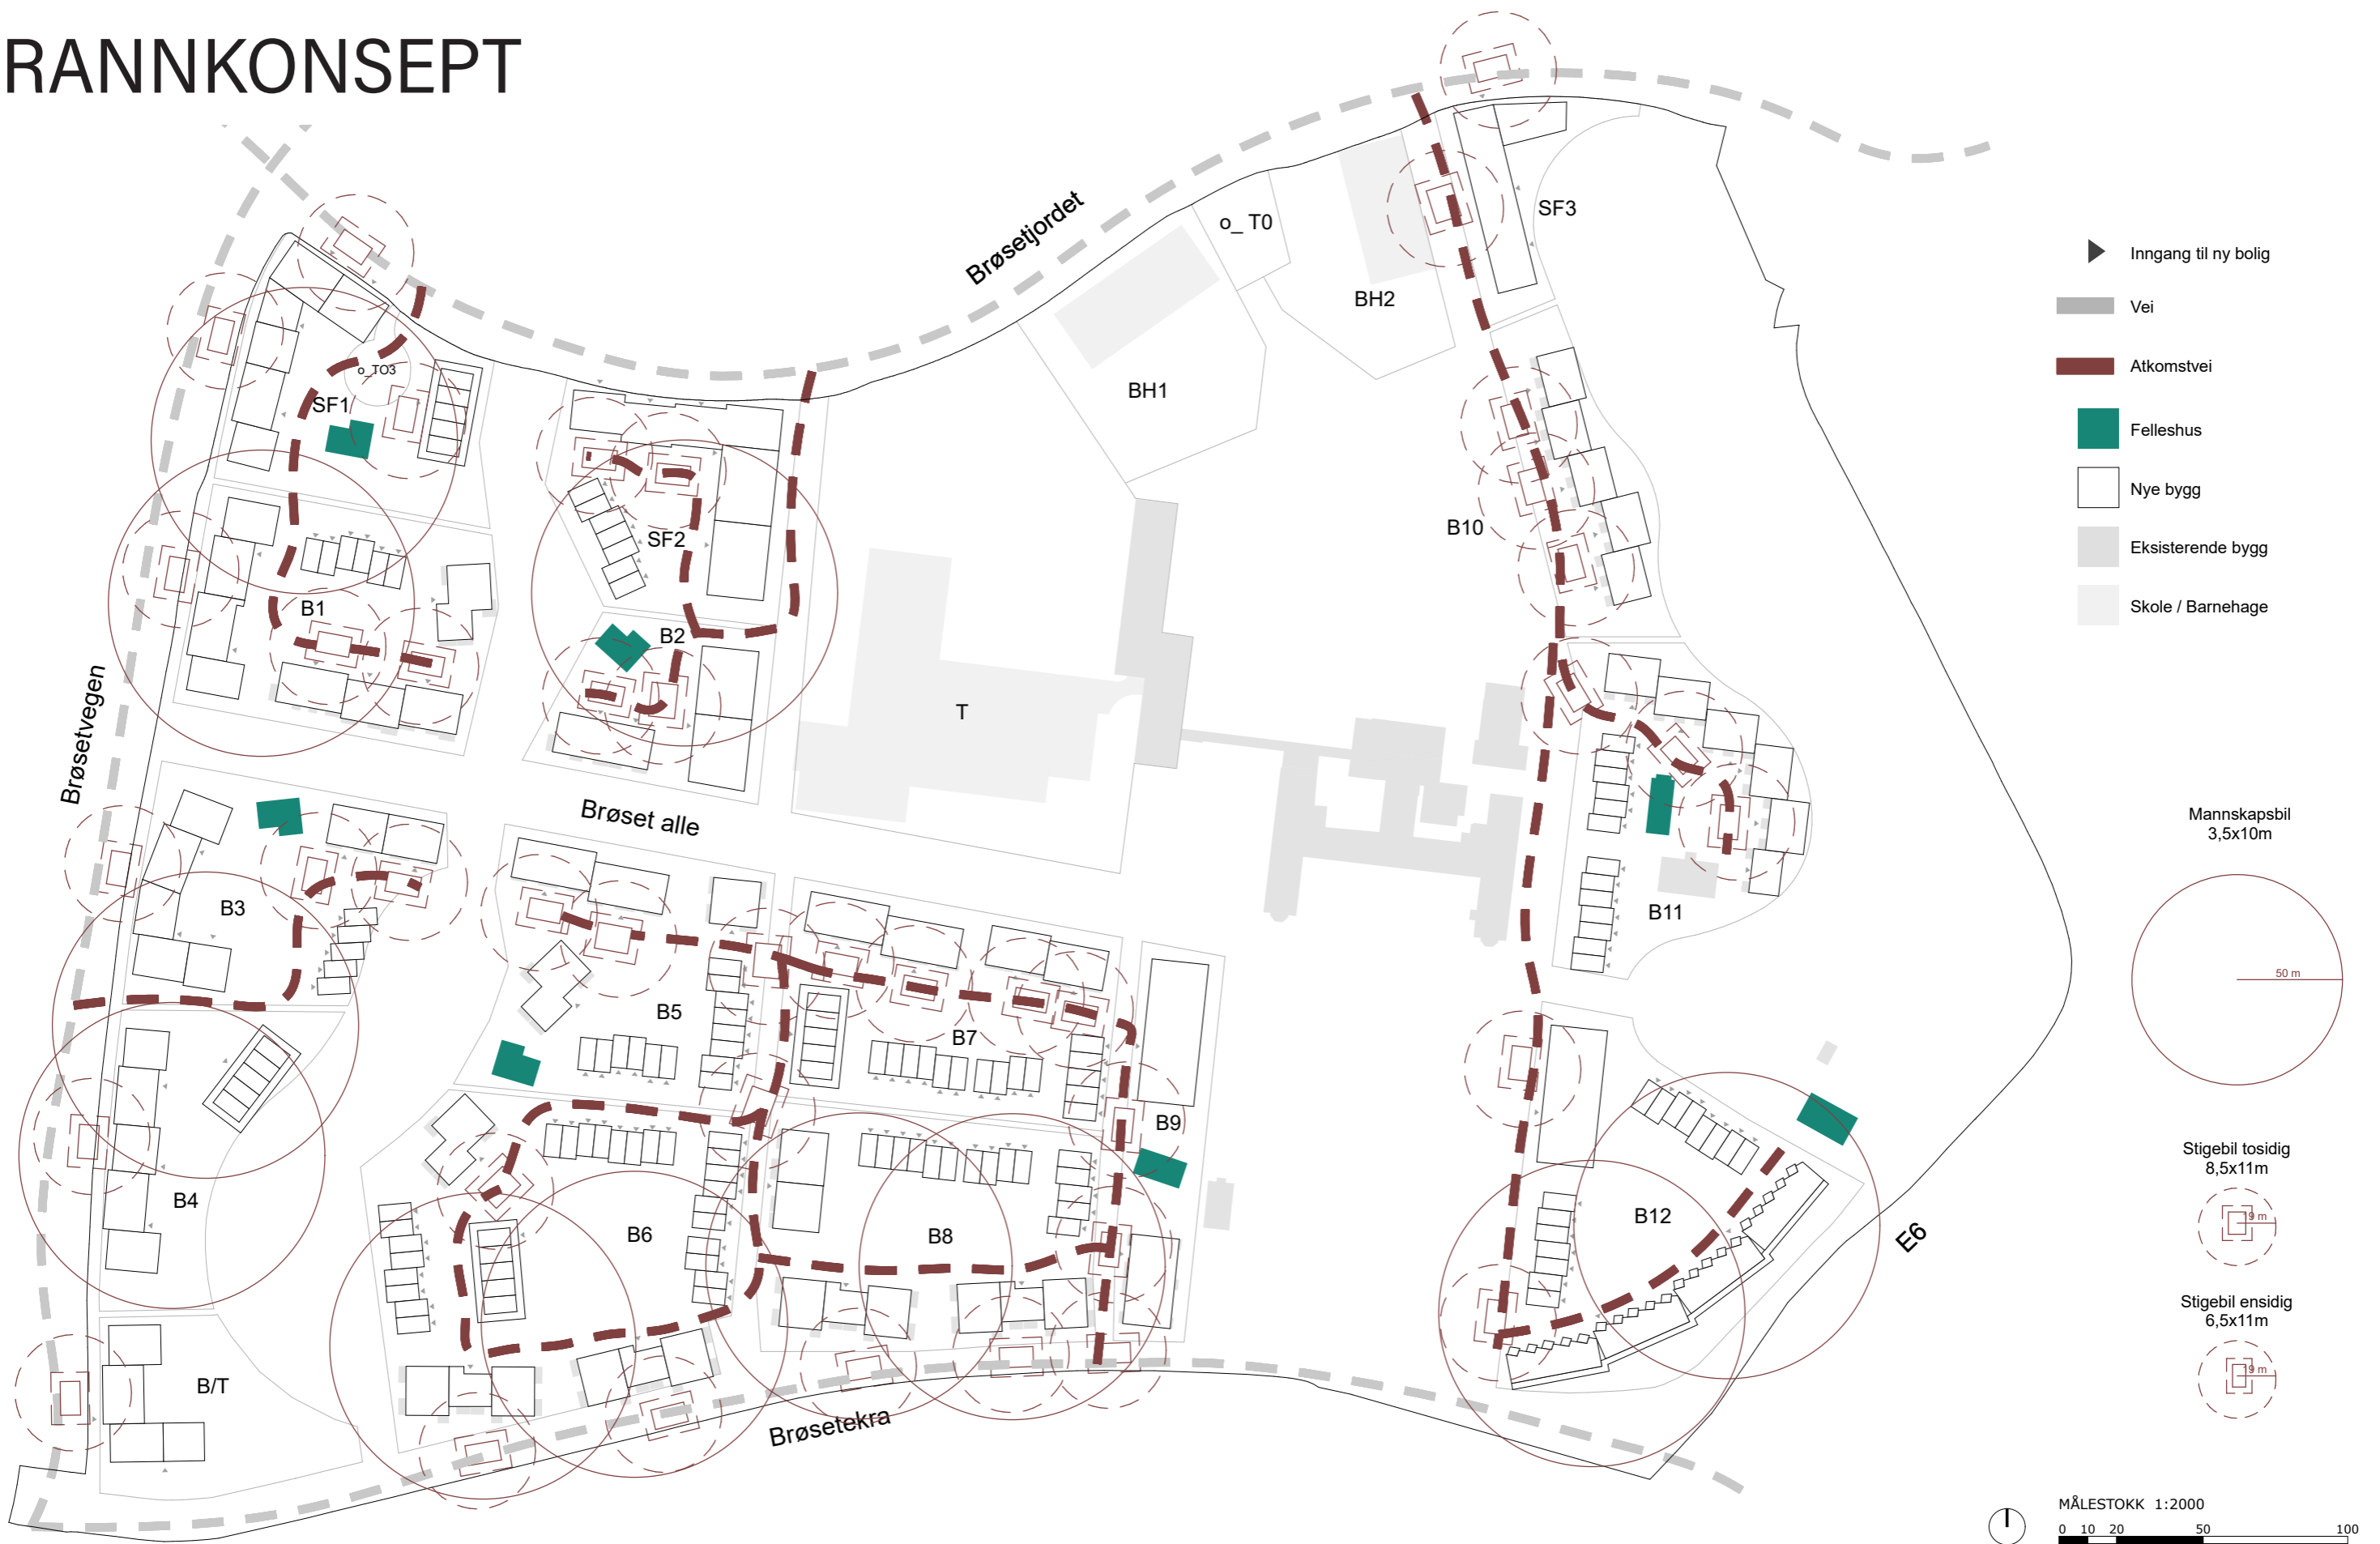 RANNKONSEPT
Brøsetjordet
o_ T0
SF3
BH2
BH1
o_TO3
SF1
SF2
B10
B1
B2
T
Brøsetvegen
Brøset alle
B3
B11
B5
B7
B9
B4
B6
B8
B12
E6
B/T
Brøsetekra
Inngang til ny bolig
Vei
Atkomstvei
Felleshus
Nye bygg
Eksisterende bygg
Skole / Barnehage
Mannskapsbil
3,5x10m
50 m
Stigebil tosidig
8,5x11m
19 m
Stigebil ensidig
6,5x11m
19 m
MÅLESTOKK 1:2000
0 10 20 50 100